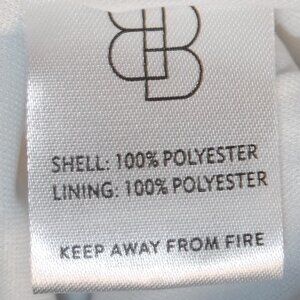 SHELL: 100% POLYESTER
LINING: 100% POLYESTER
KEEP AWAY FROM FIRE